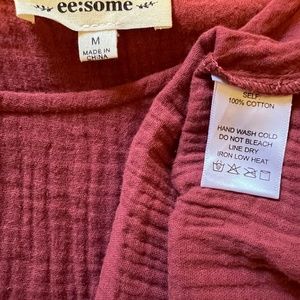 ee:some
M
MADE IN
CHINA
SELF
100% COTTON
HAND WASH COLD
DO NOT BLEACH
LINE DRY
IRON LOW HEAT